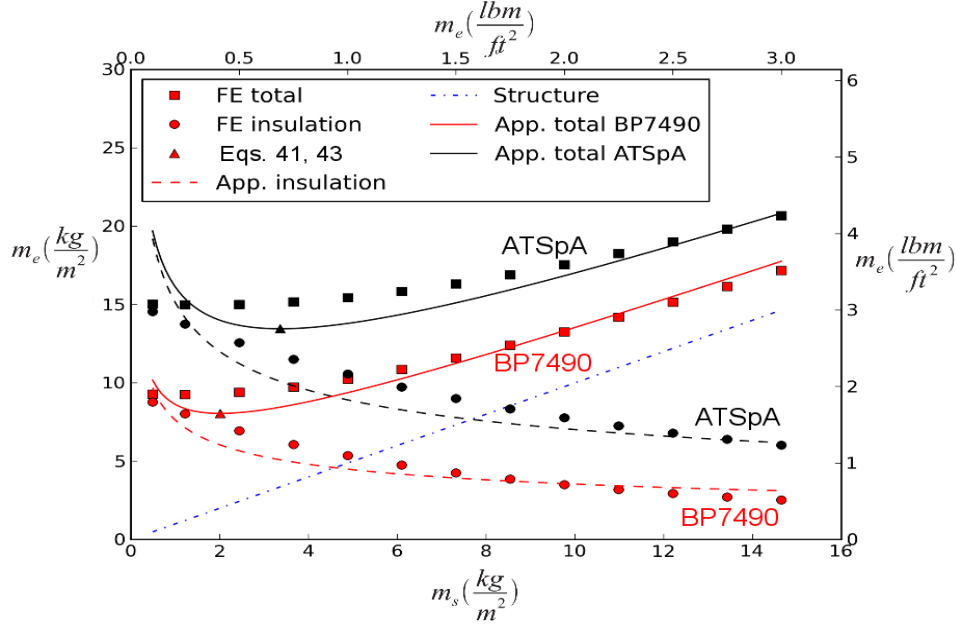 m_e(lbm/ft^2)
0.0 0.5 1.0 1.5 2.0 2.5 3.0
30
25
20
15
10
5
0
FE total
FE insulation
Eqs. 41, 43
App. insulation
Structure
App. total BP7490
App. total ATSpA
6
5
4
3
2
1
0
m_e(kg/m^2)
m_e(lbm/ft^2)
ATSpA
BP7490
ATSpA
BP7490
0 2 4 6 8 10 12 14 16
m_s(kg/m^2)